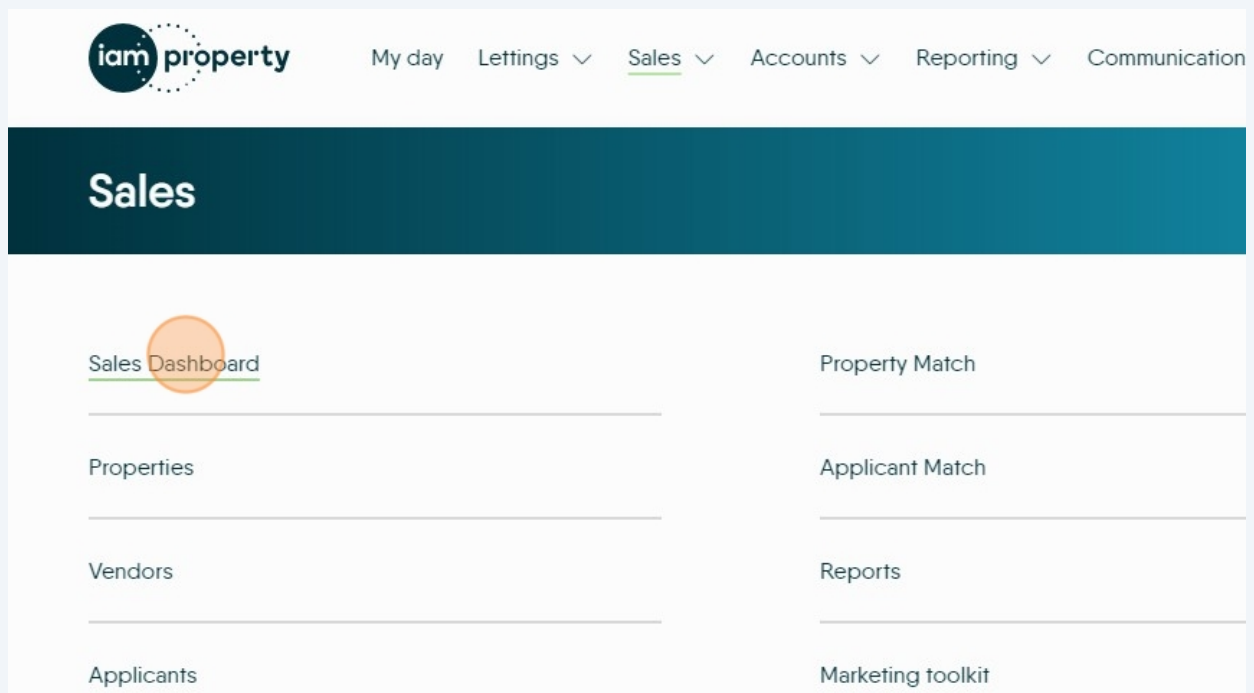 iam property
My day Lettings Sales Accounts Reporting Communication
Sales
Sales Dashboard
Property Match
Properties
Applicant Match
Vendors
Reports
Applicants
Marketing toolkit